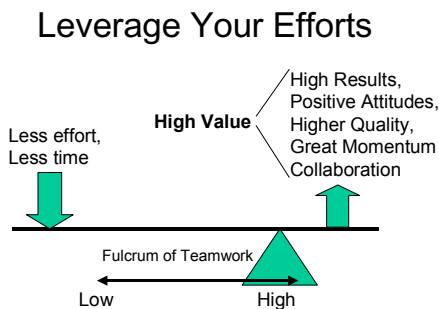 Leverage Your Efforts
Less effort,
Less time
High Value
High Results,
Positive Attitudes,
Higher Quality,
Great Momentum
Collaboration
Fulcrum of Teamwork
Low
High